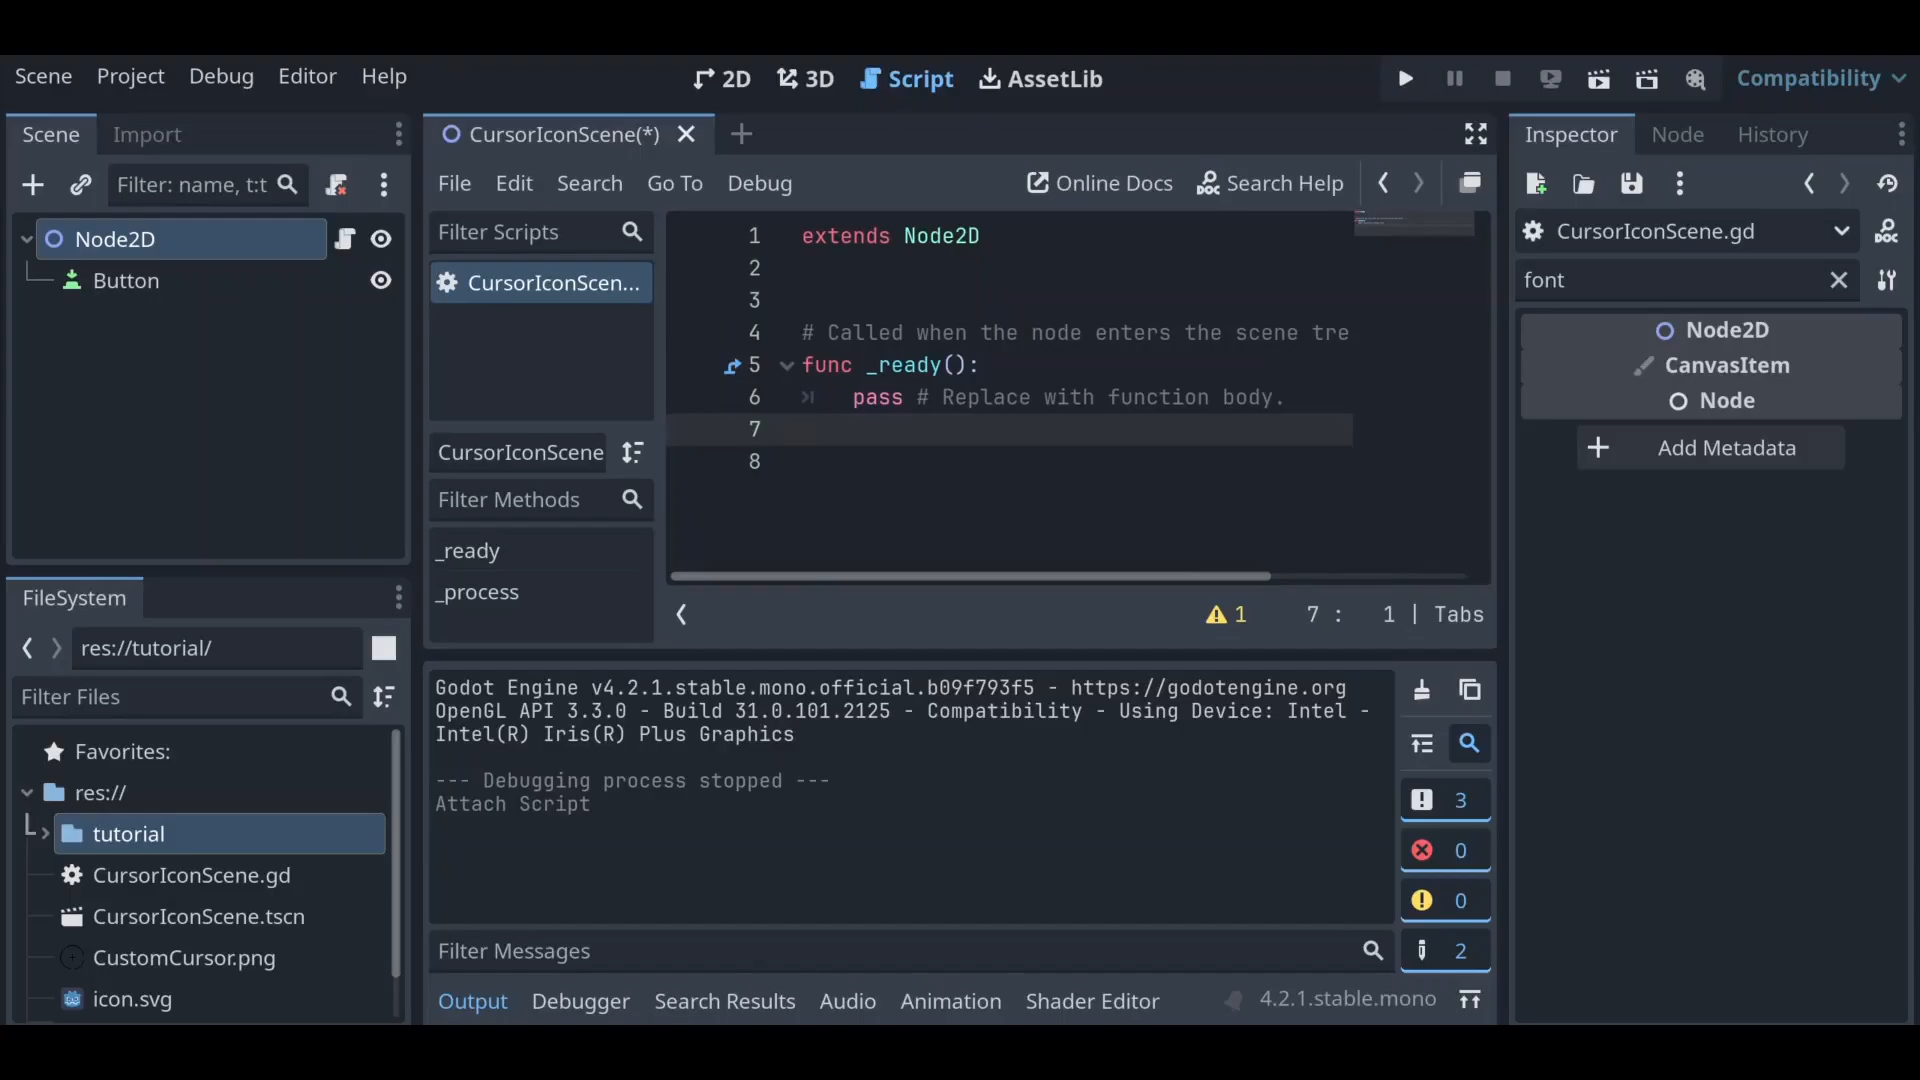 Scene Project Debug Editor Help
2D 3D Script AssetLib
Compatibility
Scene Import
Filter: name, t:t
Node2D
Button
CursorIconScene(*)
File Edit Search Go To Debug
Online Docs Search Help
Filter Scripts
CursorIconScen...
CursorIconScene
Filter Methods
_ready
_process
1 extends Node2D
2
3
4 # Called when the node enters the scene tre
5 func _ready():
6 pass # Replace with function body.
7
8
1 7 : 1 | Tabs
Inspector Node History
CursorIconScene.gd
font
Node2D
CanvasItem
Node
Add Metadata
FileSystem
res://tutorial/
Filter Files
Favorites:
res://
tutorial
CursorIconScene.gd
CursorIconScene.tscn
CustomCursor.png
icon.svg
Godot Engine v4.2.1.stable.mono.official.b09f793f5 - https://godotengine.org
OpenGL API 3.3.0 - Build 31.0.101.2125 - Compatibility - Using Device: Intel -
Intel(R) Iris(R) Plus Graphics
--- Debugging process stopped ---
Attach Script
3
0
0
2
Filter Messages
Output Debugger Search Results Audio Animation Shader Editor
4.2.1.stable.mono